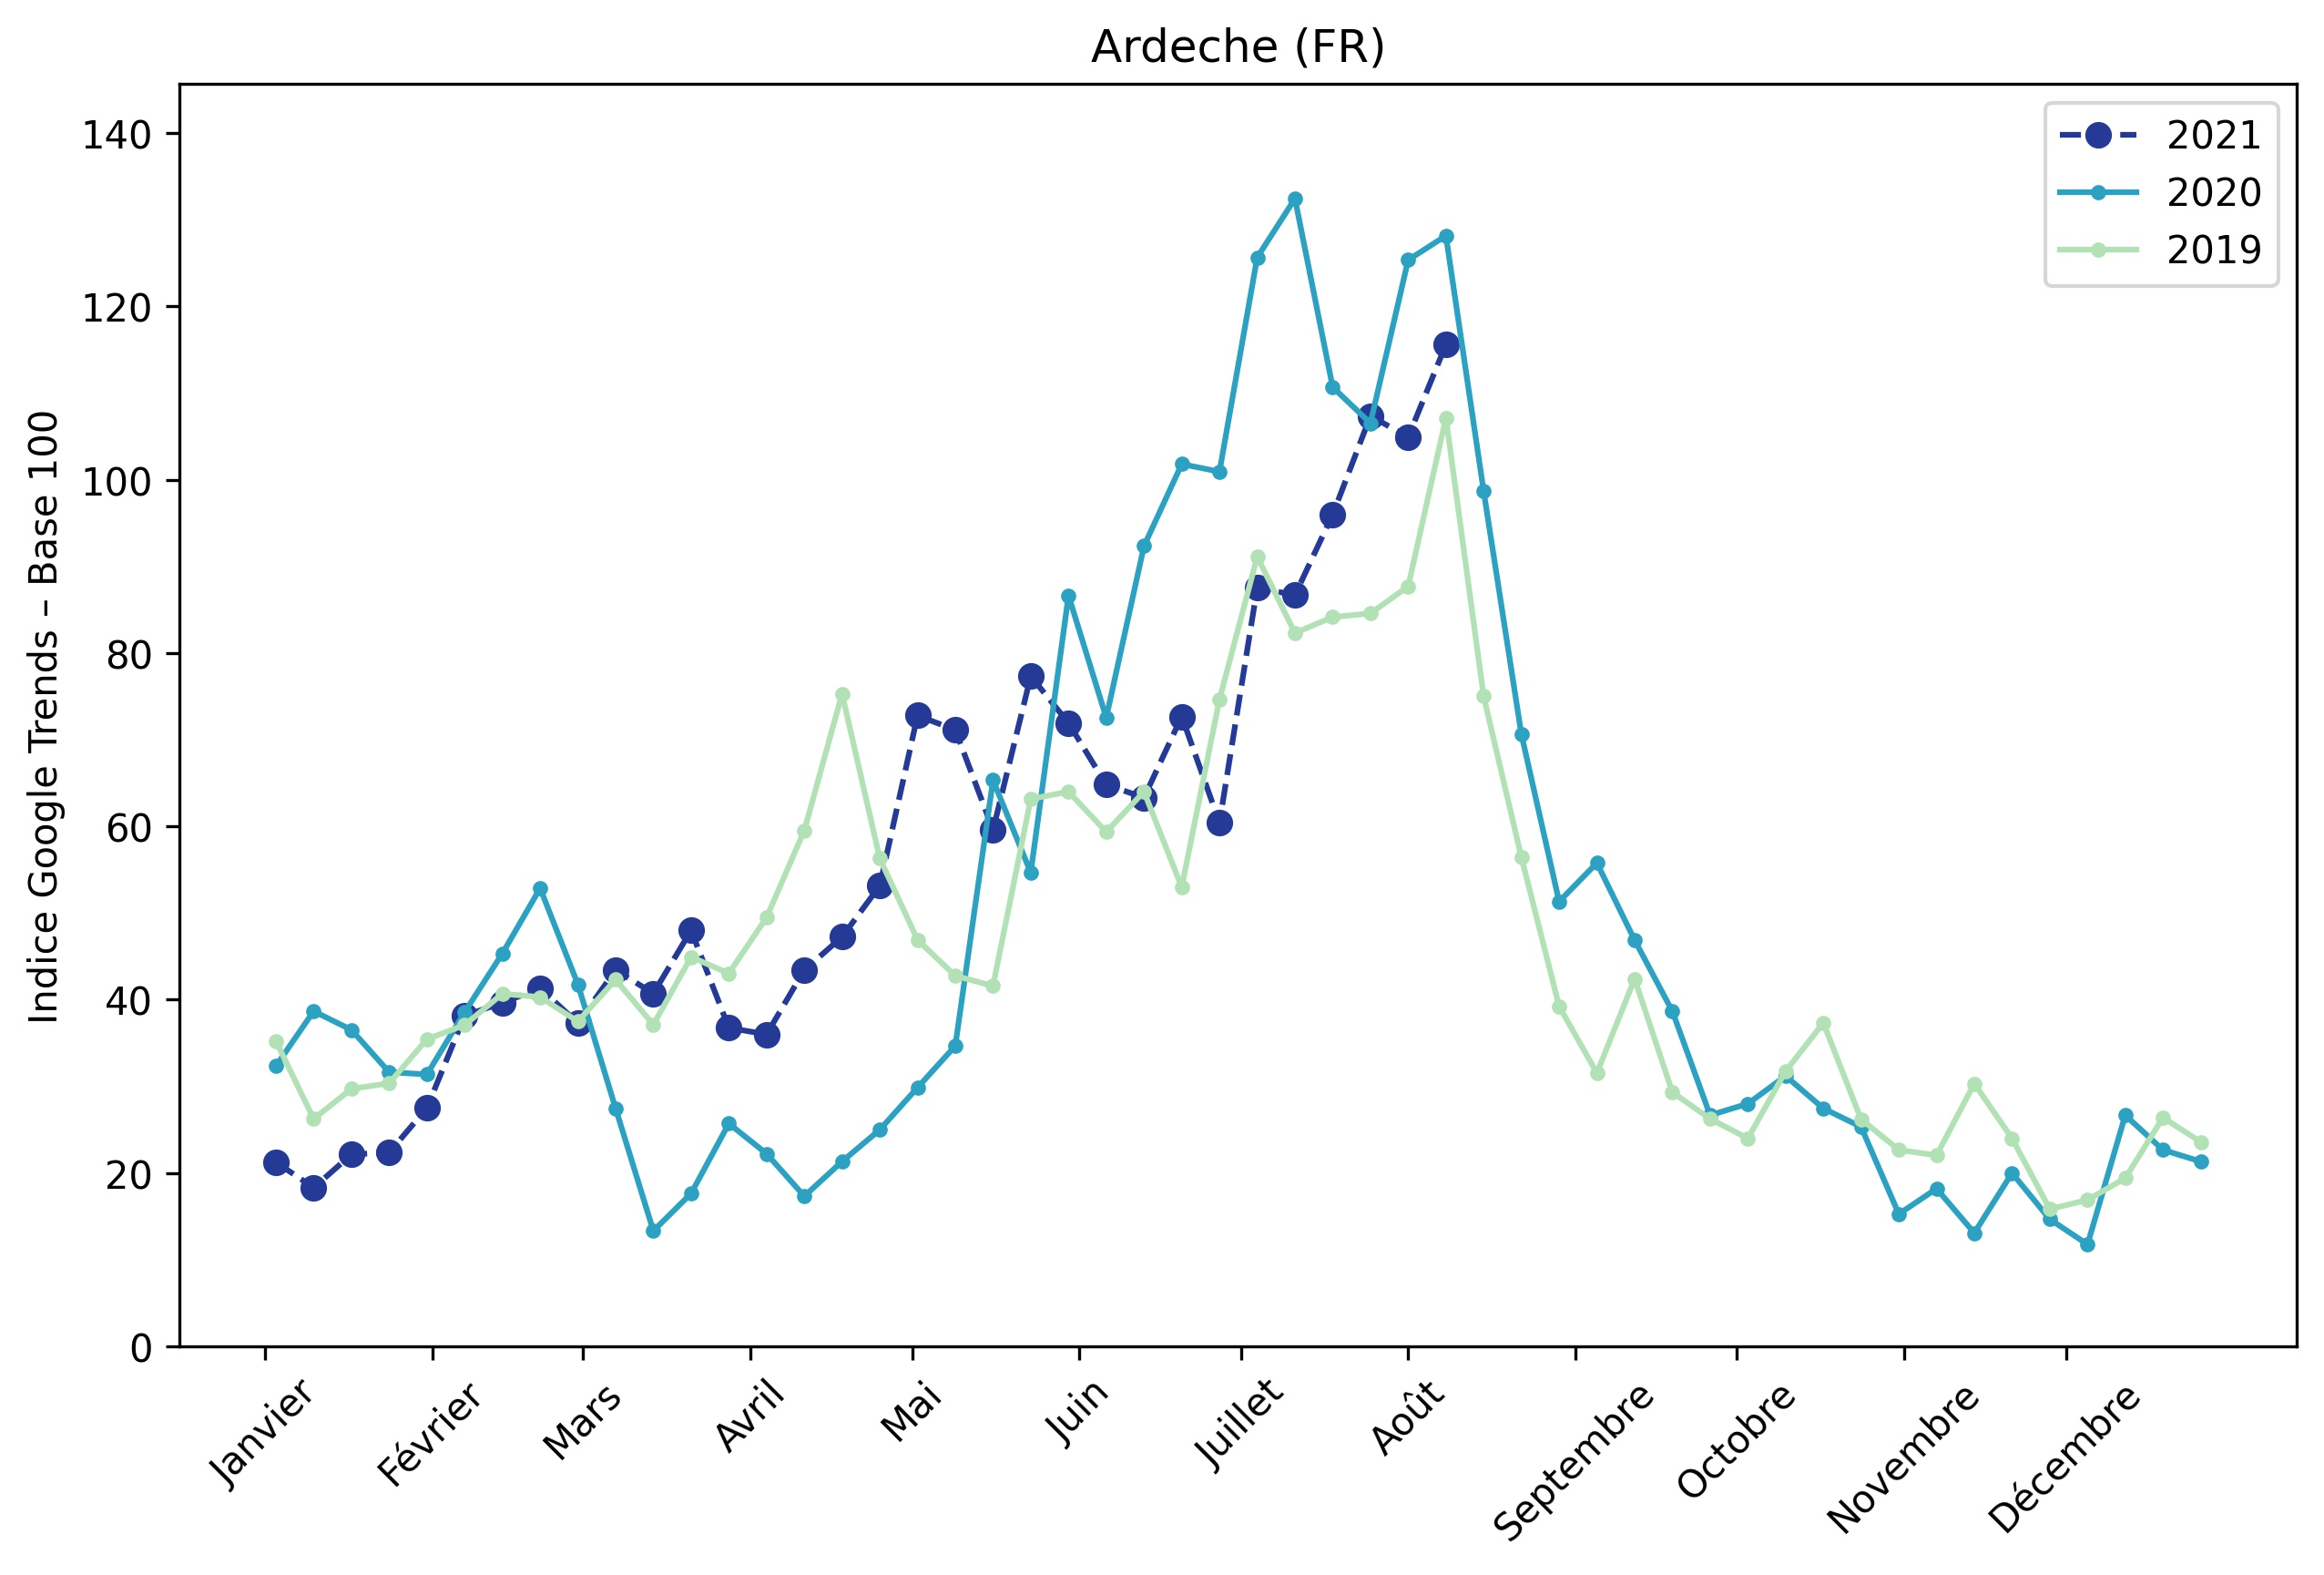 Ardeche (FR)
Indice Google Trends – Base 100
140
120
100
80
60
40
20
0
2021
2020
2019
Janvier
Février
Mars
Avril
Mai
Juin
Juillet
Août
Septembre
Octobre
Novembre
Décembre